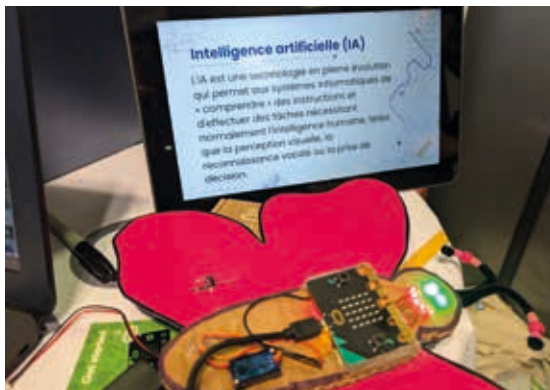 Intelligence artificielle (IA)
L'IA est une technologie en pleine évolution
qui permet aux systèmes informatiques de
« comprendre » des instructions et
d'effectuer des tâches nécessitant
normalement l'intelligence humaine, telles
que la perception visuelle, la
reconnaissance vocale ou la prise de
décision.
Get started